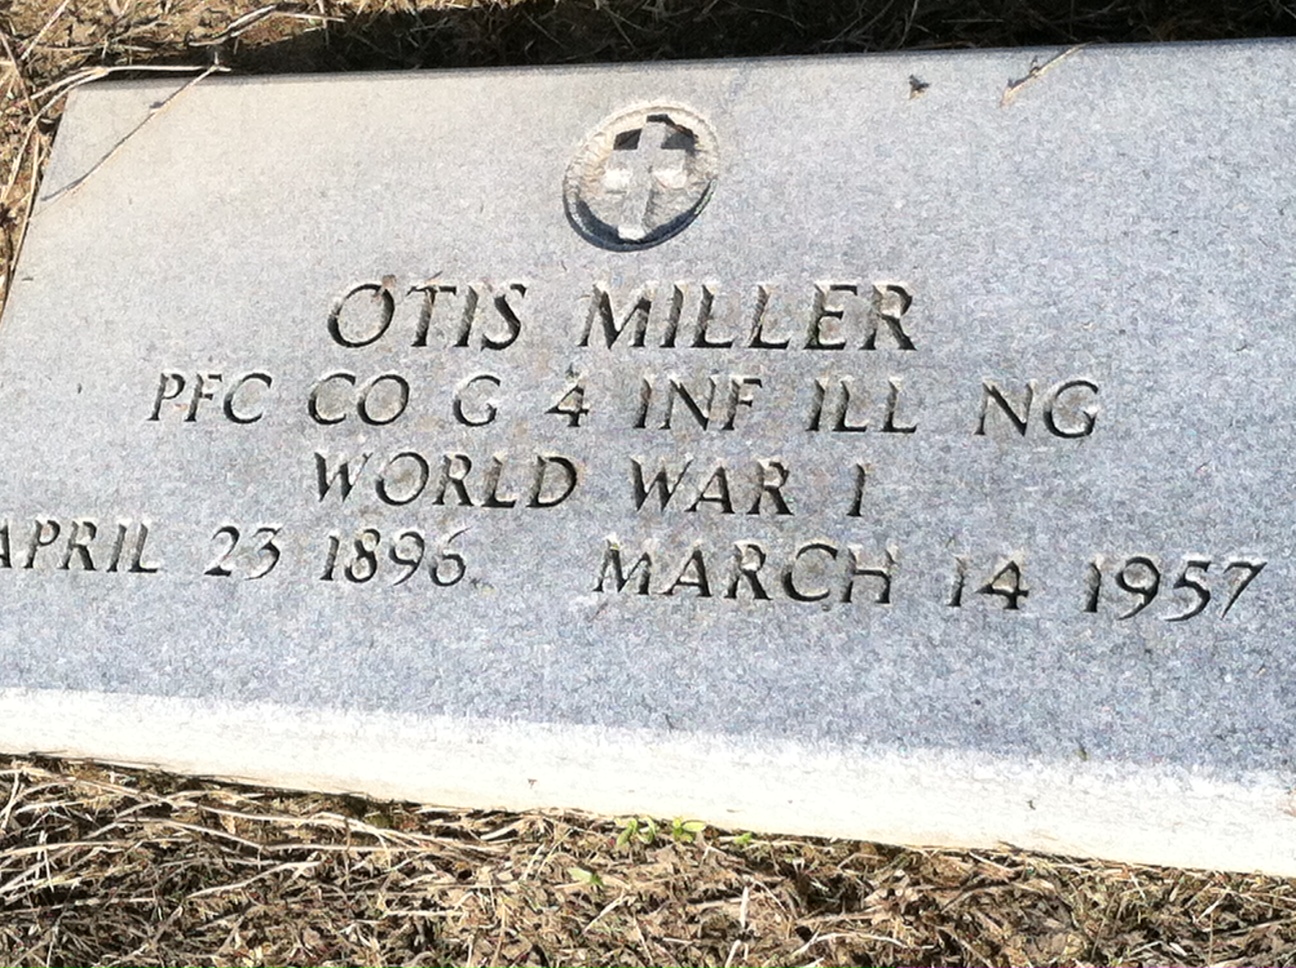 OTIS MILLER
PFC CO G 4 INF ILL NG
WORLD WAR I
APRIL 23 1896 MARCH 14 1957